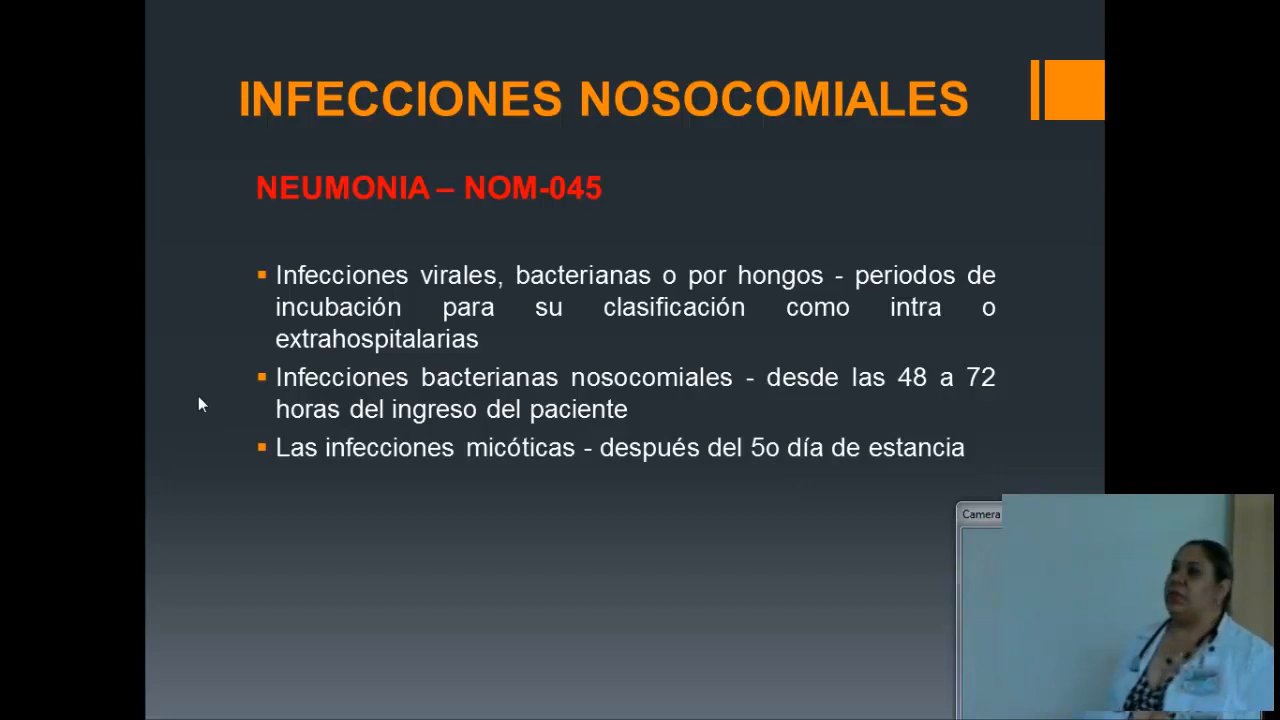 INFECCIONES NOSOCOMIALES
NEUMONIA – NOM-045
▪ Infecciones virales, bacterianas o por hongos - periodos de
incubación para su clasificación como intra o
extrahospitalarias
▪ Infecciones bacterianas nosocomiales - desde las 48 a 72
horas del ingreso del paciente
▪ Las infecciones micóticas - después del 5o día de estancia
Camera